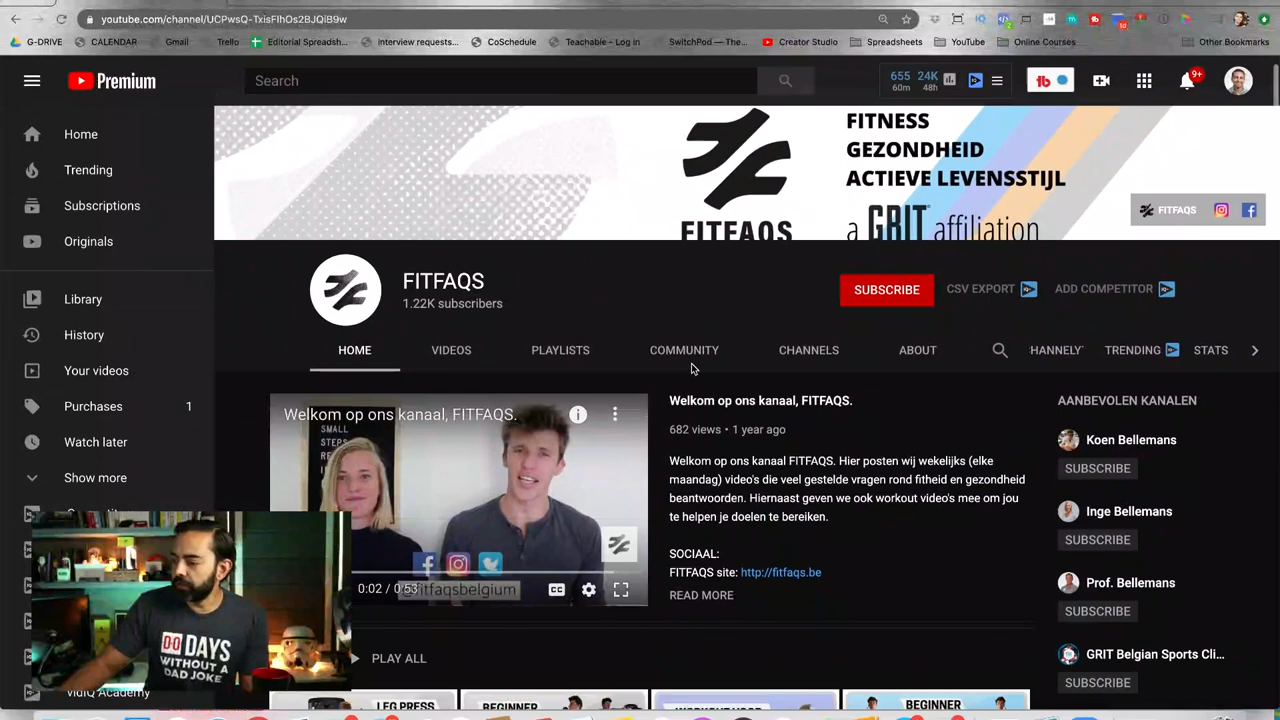 youtube.com/channel/UCPwsQ-TxisFlhOs2BJQiB9w
G-DRIVE
CALENDAR
Gmail
Trello
Editorial Spreadsh...
interview requests...
CoSchedule
Teachable - Log in
SwitchPod — The...
Creator Studio
Spreadsheets
YouTube
Online Courses
Other Bookmarks
Premium
Search
655
60m
24K
48h
tb
9+
Home
Trending
Subscriptions
Originals
Library
History
Your videos
Purchases 1
Watch later
Show more
FITNESS
GEZONDHEID
ACTIEVE LEVENSSTIJL
FITFAQS
a GRIT affiliation
FITFAQS
FITFAQS
1.22K subscribers
SUBSCRIBE
CSV EXPORT
ADD COMPETITOR
HOME
VIDEOS
PLAYLISTS
COMMUNITY
CHANNELS
ABOUT
HANNELY
TRENDING
STATS
Welkom op ons kanaal, FITFAQS.
SMALL
STEPS
0:02 / 0:53
@fitfaqsbelgium
CC
Welkom op ons kanaal, FITFAQS.
682 views • 1 year ago
Welkom op ons kanaal FITFAQS. Hier posten wij wekelijks (elke
maandag) video's die veel gestelde vragen rond fitheid en gezondheid
beantwoorden. Hiernaast geven we ook workout video's mee om jou
te helpen je doelen te bereiken.
SOCIAAL:
FITFAQS site: http://fitfaqs.be
READ MORE
AANBEVOLEN KANALEN
Koen Bellemans
SUBSCRIBE
Inge Bellemans
SUBSCRIBE
Prof. Bellemans
SUBSCRIBE
GRIT Belgian Sports Cli...
SUBSCRIBE
00 DAYS
WITHOUT A
DAD JOKE
PLAY ALL
vidIQ Academy
LEG PRESS
BEGINNER
BEGINNER